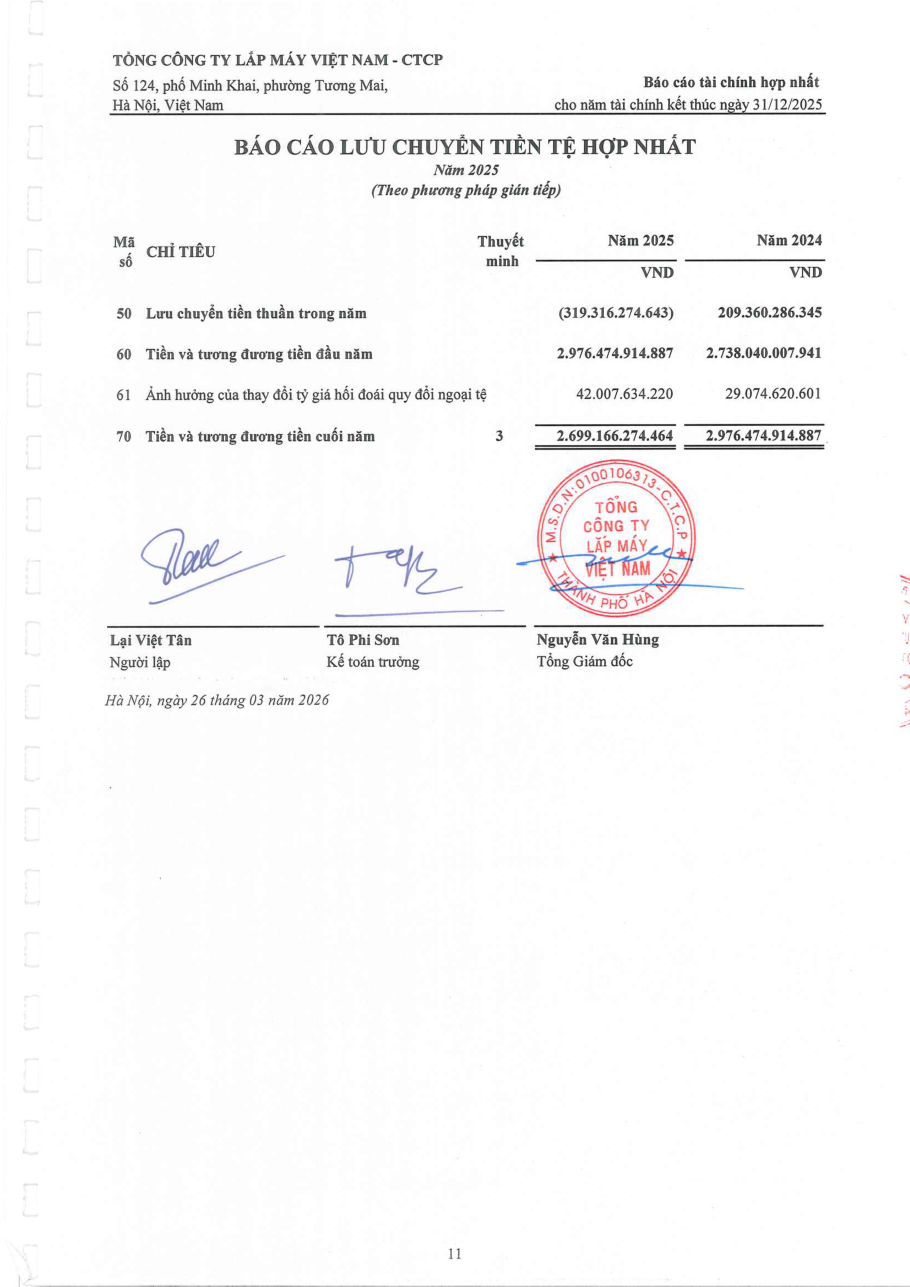 TỔNG CÔNG TY LẮP MÁY VIỆT NAM - CTCP
Số 124, phố Minh Khai, phường Tương Mai,
Hà Nội, Việt Nam
Báo cáo tài chính hợp nhất
cho năm tài chính kết thúc ngày 31/12/2025
BÁO CÁO LƯU CHUYỂN TIỀN TỆ HỢP NHẤT
Năm 2025
(Theo phương pháp gián tiếp)
Mã số CHỈ TIÊU Thuyết minh Năm 2025 Năm 2024
VND VND
50 Lưu chuyển tiền thuần trong năm (319.316.274.643) 209.360.286.345
60 Tiền và tương đương tiền đầu năm 2.976.474.914.887 2.738.040.007.941
61 Ảnh hưởng của thay đổi tỷ giá hối đoái quy đổi ngoại tệ 42.007.634.220 29.074.620.601
70 Tiền và tương đương tiền cuối năm 3 2.699.166.274.464 2.976.474.914.887
M.S.D.N:0100106313-C.T.C.P
TỔNG
CÔNG TY
LẮP MÁY
VIỆT NAM
THÀNH PHỐ HÀ NỘI
Lại Việt Tân Tô Phi Sơn Nguyễn Văn Hùng
Người lập Kế toán trưởng Tổng Giám đốc
Hà Nội, ngày 26 tháng 03 năm 2026
11